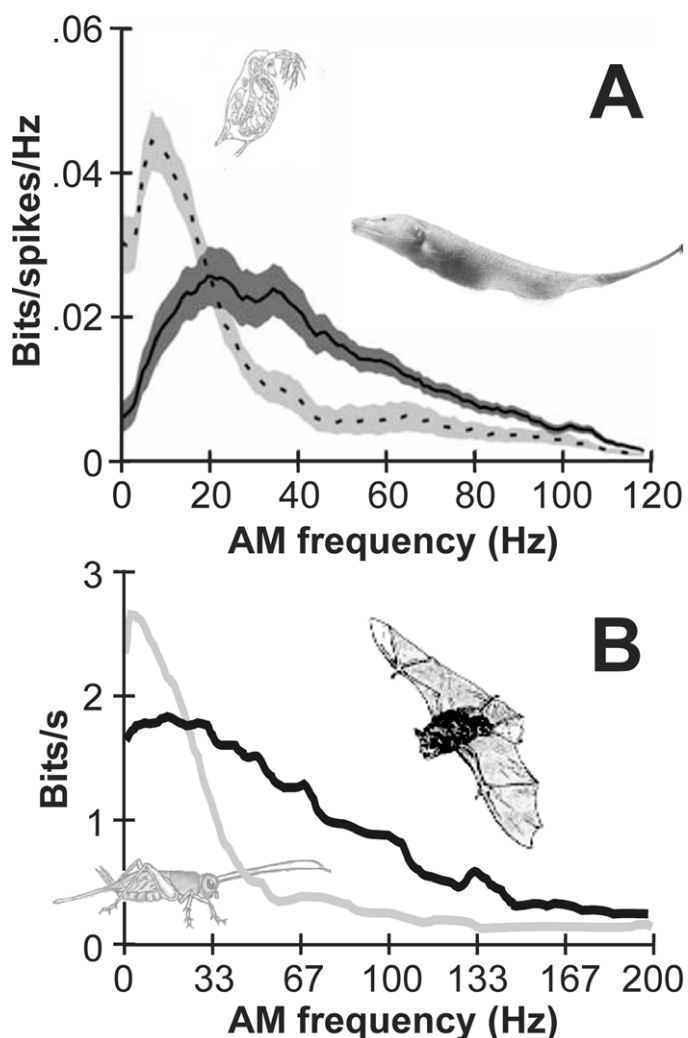 A
Bits/spikes/Hz
.06
.04
.02
0
0 20 40 60 80 100 120
AM frequency (Hz)
B
Bits/s
3
2
1
0
0 33 67 100 133 167 200
AM frequency (Hz)